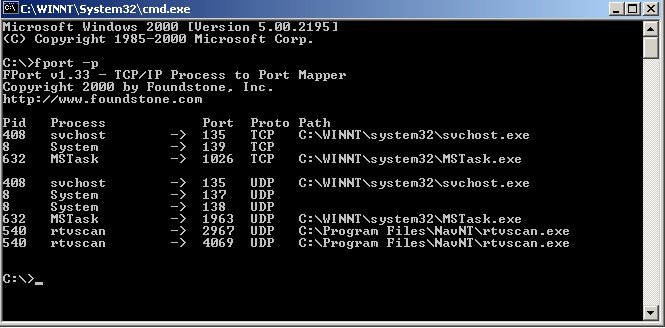 C:\WINNT\System32\cmd.exe
Microsoft Windows 2000 [Version 5.00.2195]
(C) Copyright 1985-2000 Microsoft Corp.
C:\>fport -p
FPort v1.33 - TCP/IP Process to Port Mapper
Copyright 2000 by Foundstone, Inc.
http://www.foundstone.com
Pid Process Port Proto Path
408 svchost -> 135 TCP C:\WINNT\system32\svchost.exe
8 System -> 139 TCP
632 MSTask -> 1026 TCP C:\WINNT\system32\MSTask.exe
408 svchost -> 135 UDP C:\WINNT\system32\svchost.exe
8 System -> 137 UDP
8 System -> 138 UDP
632 MSTask -> 1963 UDP C:\WINNT\system32\MSTask.exe
540 rtvscan -> 2967 UDP C:\Program Files\NavNT\rtvscan.exe
540 rtvscan -> 4069 UDP C:\Program Files\NavNT\rtvscan.exe
C:\>_